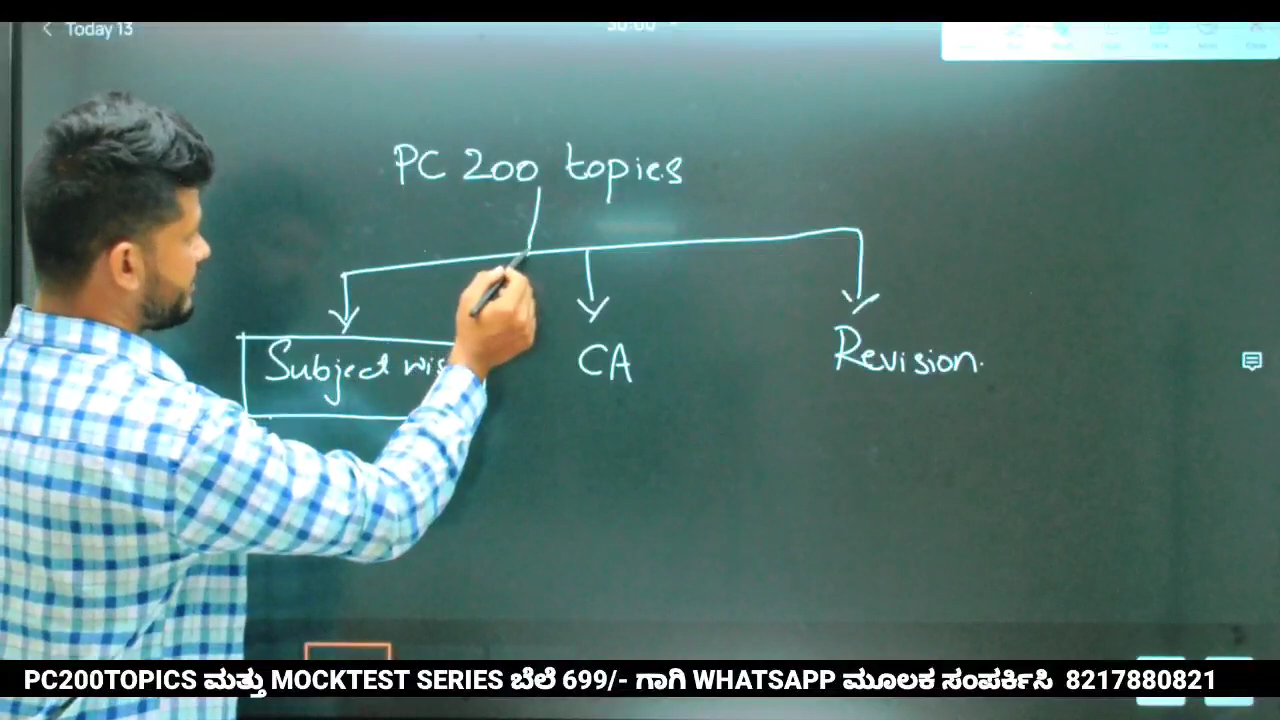 Today 13
PC 200 topics
Subject wis
CA
Revision.
PC200TOPICS ಮತ್ತು MOCKTEST SERIES ಬೆಲೆ 699/- ಗಾಗಿ WHATSAPP ಮೂಲಕ ಸಂಪರ್ಕಿಸಿ 8217880821